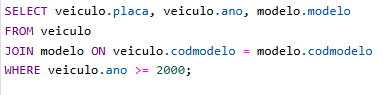 SELECT veiculo.placa, veiculo.ano, modelo.modelo
FROM veiculo
JOIN modelo ON veiculo.codmodelo = modelo.codmodelo
WHERE veiculo.ano >= 2000;